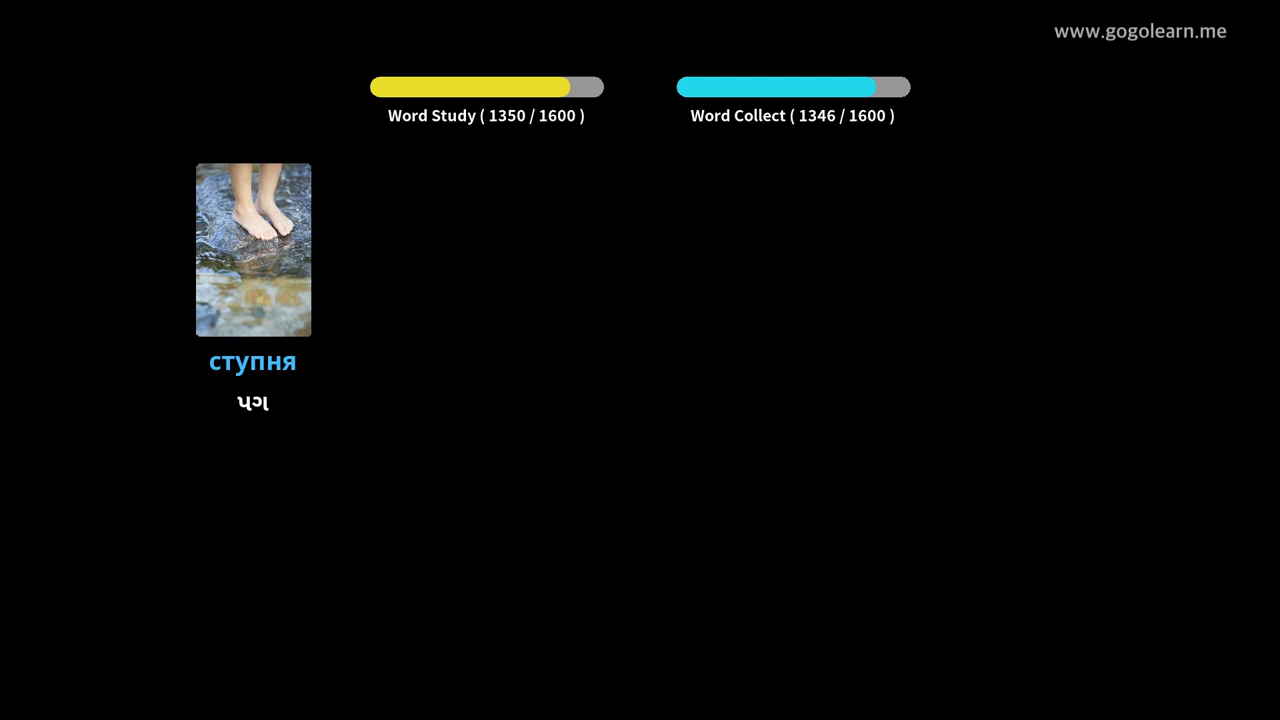 www.gogolearn.me
Word Study ( 1350 / 1600 )
Word Collect ( 1346 / 1600 )
ступня
પગ